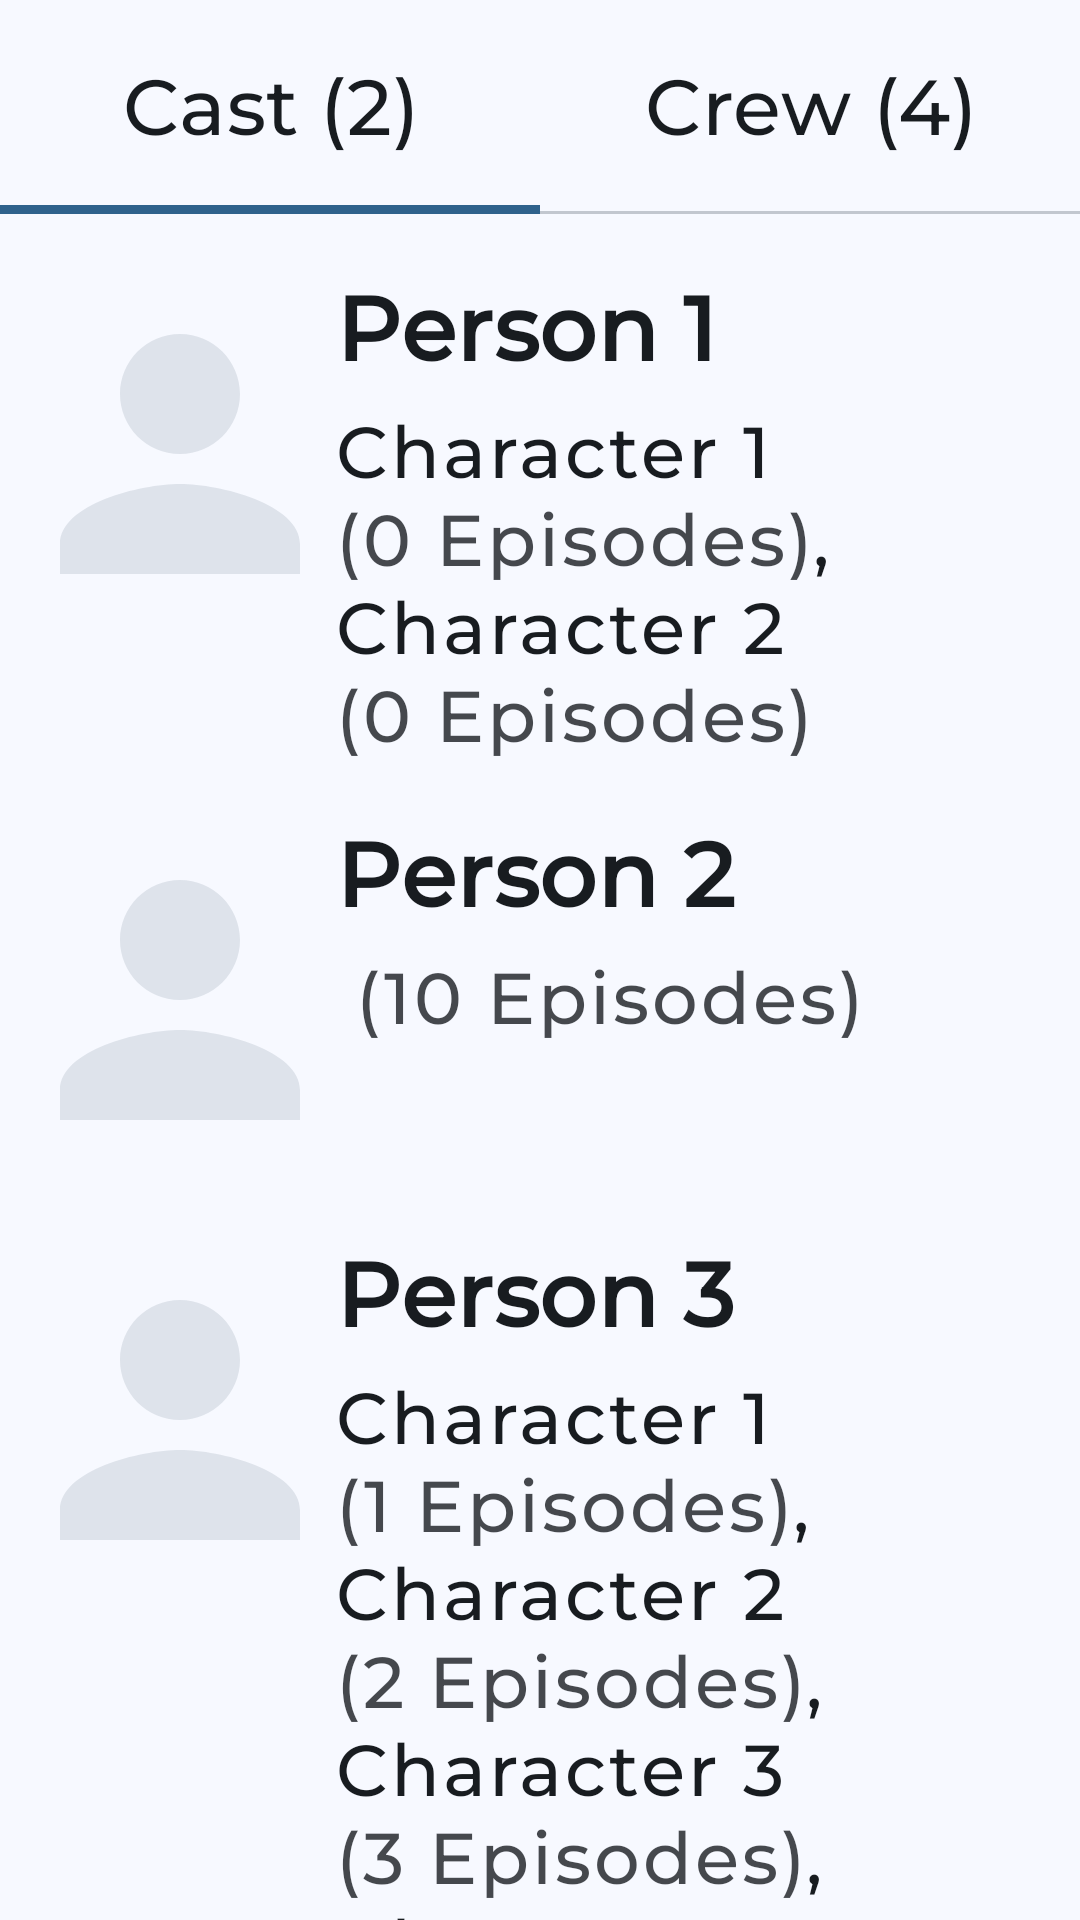 Cast (2)
Crew (4)
Person 1
Character 1
(0 Episodes),
Character 2
(0 Episodes)
Person 2
(10 Episodes)
Person 3
Character 1
(1 Episodes),
Character 2
(2 Episodes),
Character 3
(3 Episodes),